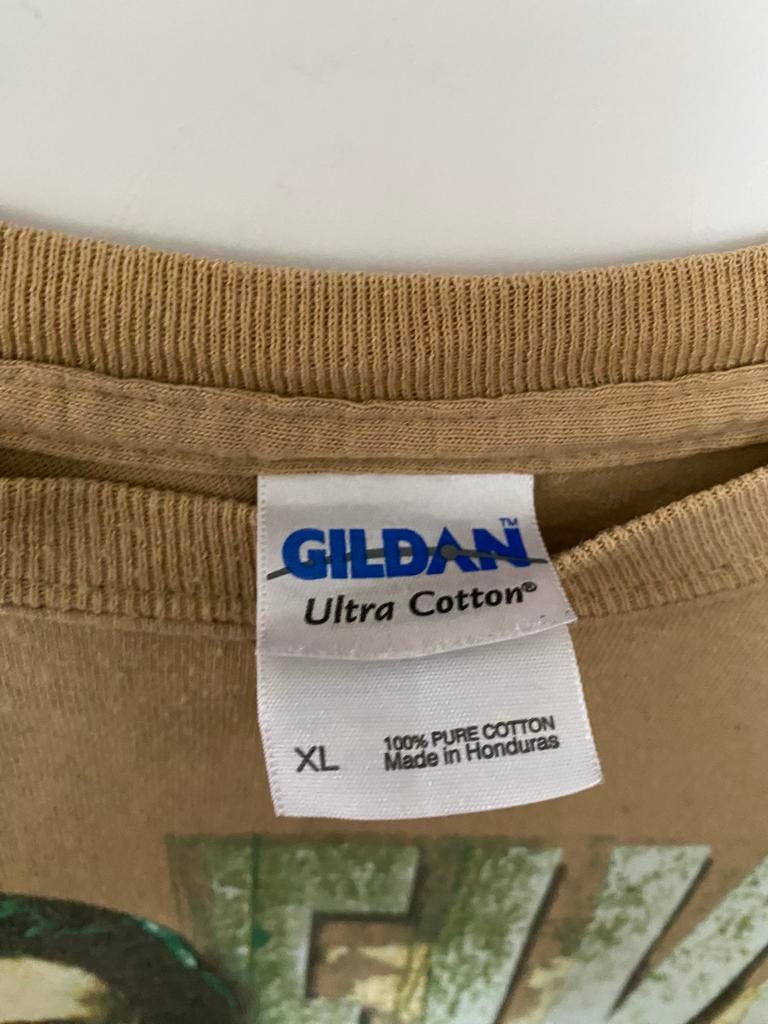 GILDAN™
Ultra Cotton®
XL
100% PURE COTTON
Made in Honduras